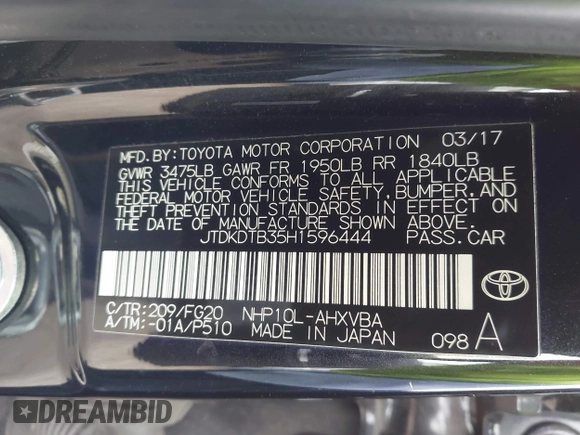 MFD.BY:TOYOTA MOTOR CORPORATION 03/17
GVWR 3475LB GAWR FR 1950LB RR 1840LB
THIS VEHICLE CONFORMS TO ALL APPLICABLE
FEDERAL MOTOR VEHICLE SAFETY, BUMPER, AND
THEFT PREVENTION STANDARDS IN EFFECT ON
THE DATE OF MANUFACTURE SHOWN ABOVE.
JTDKDTB35H1596444 PASS.CAR
C/TR:209/FG20 NHP10L-AHXVBA
A/TM:-01A/P510 MADE IN JAPAN 098 A
DREAMBID